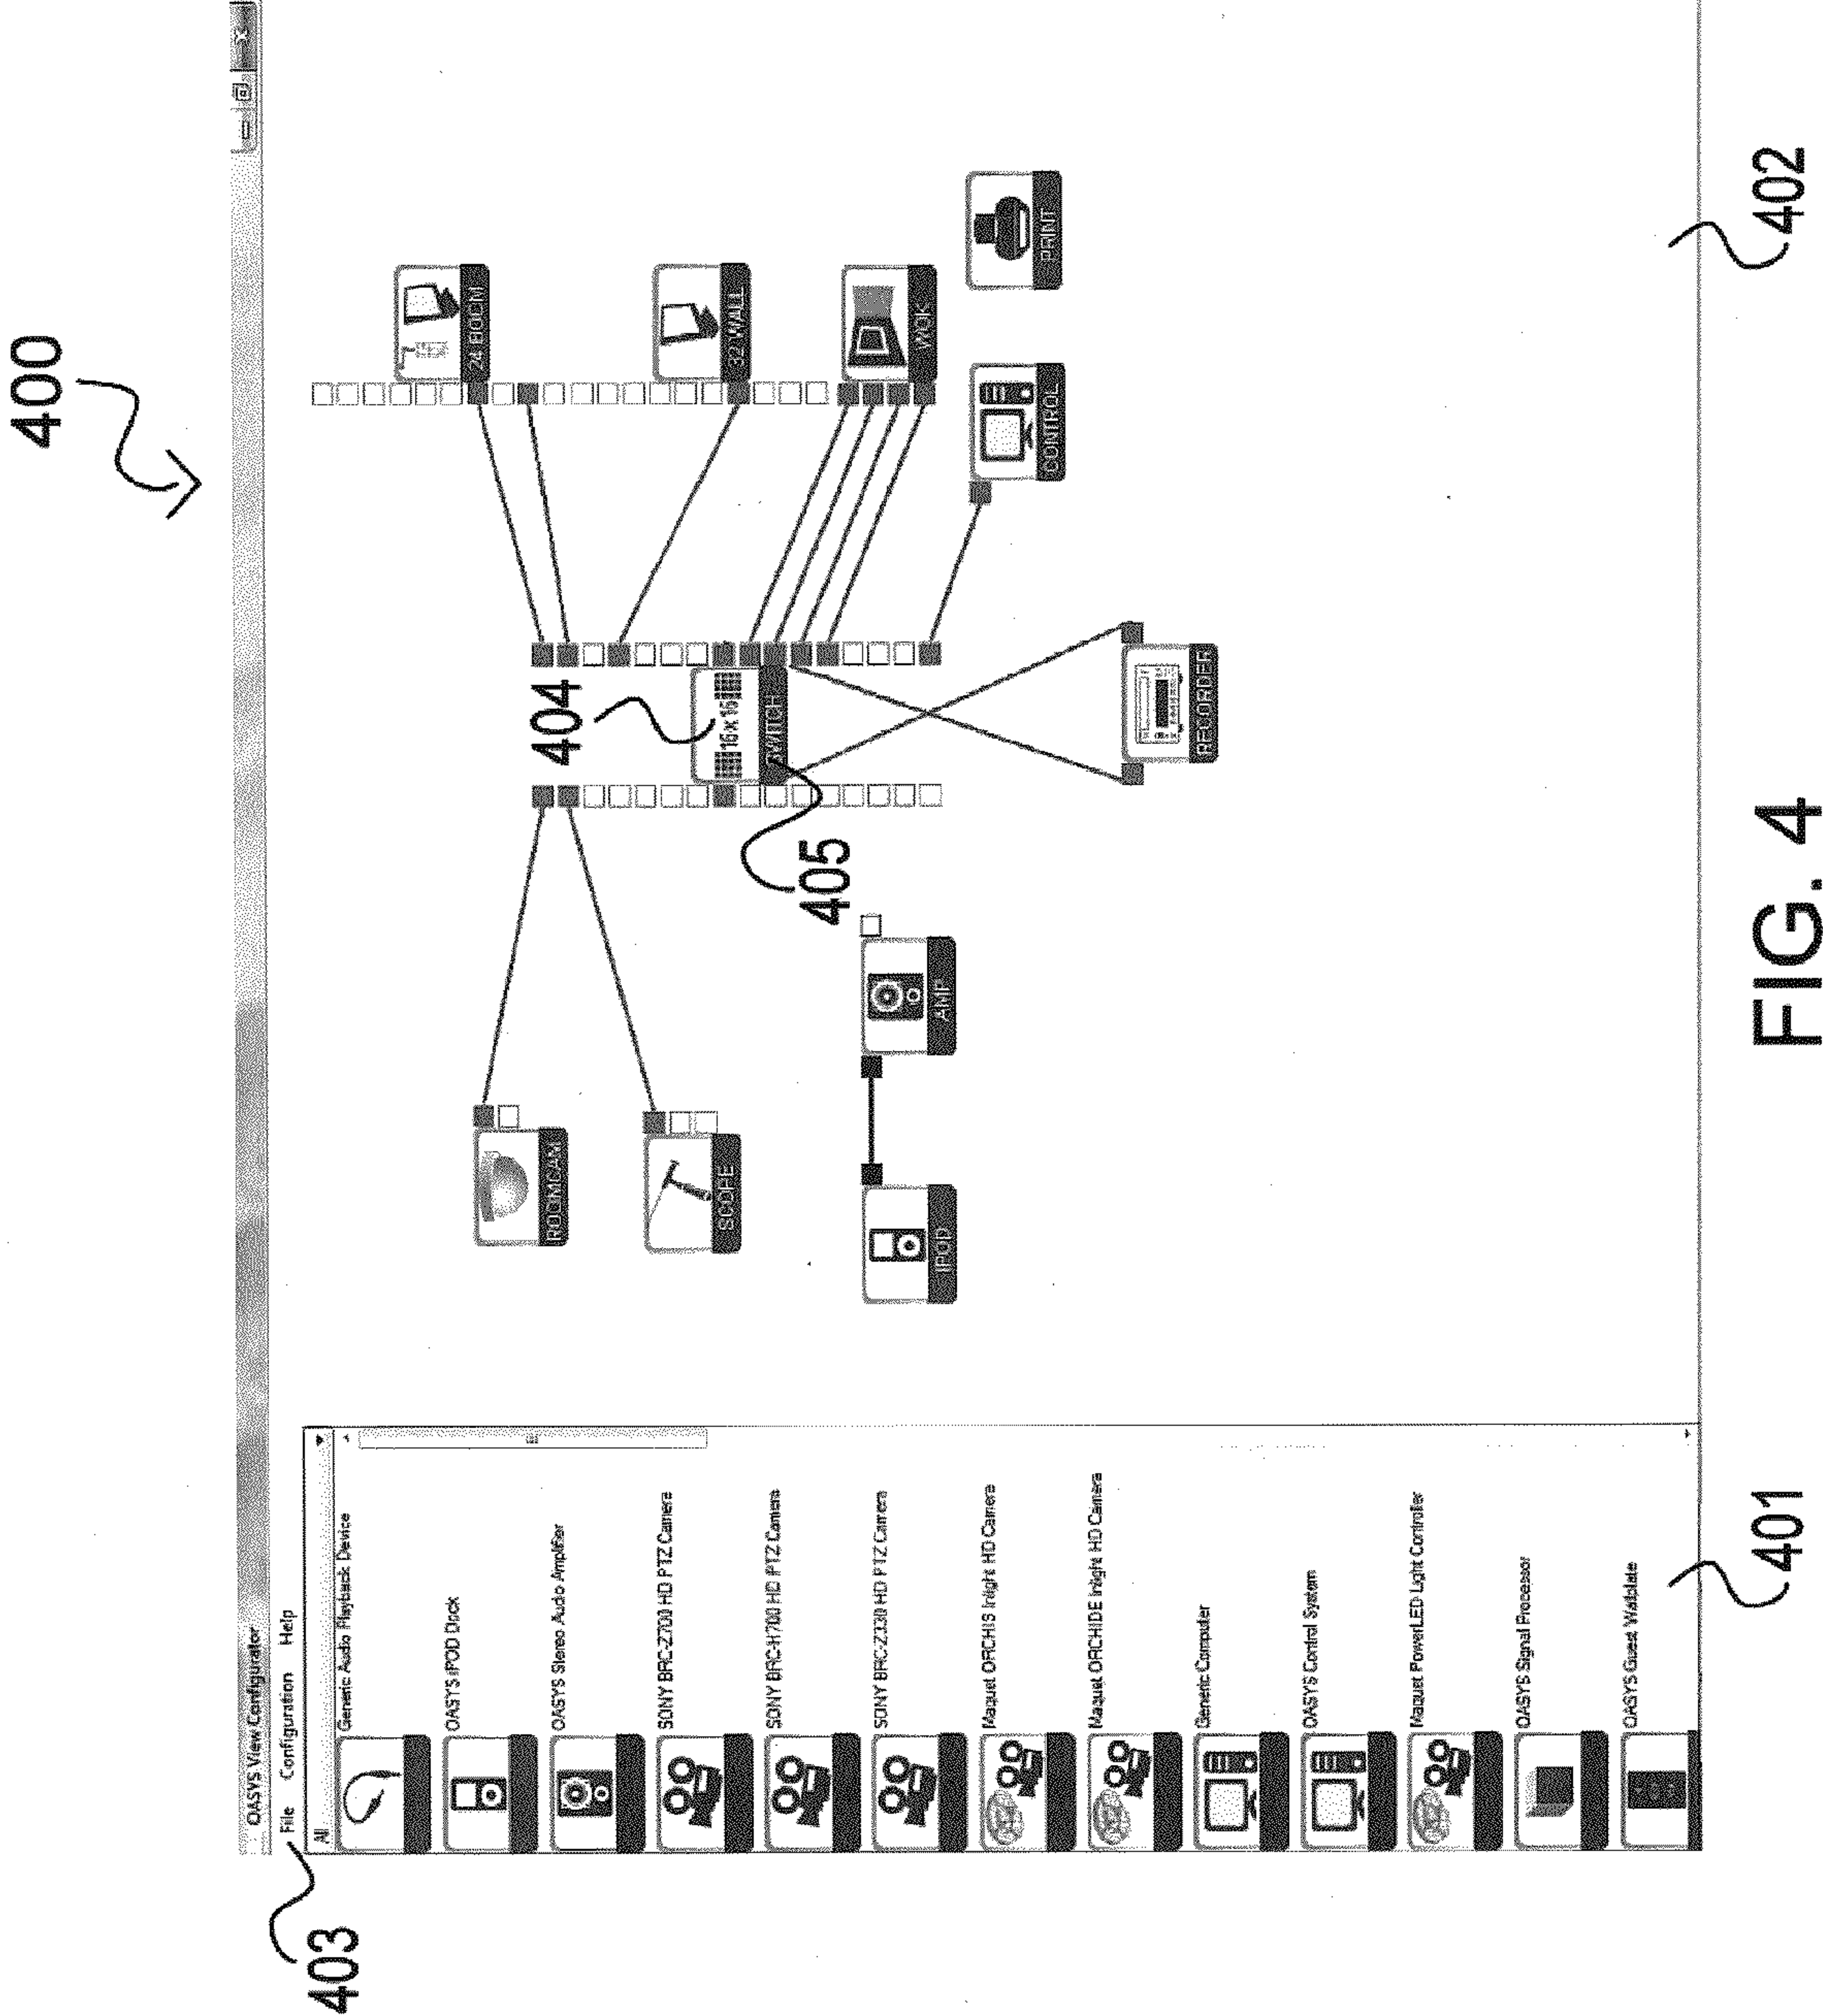 400
OASYS View Configurator
File Configuration Help
403
All
Generic Audio Playback Device
OASYS iPOD Dock
OASYS Stereo Audo Amplifier
SONY BRC-Z700 HD PTZ Camera
SONY BRC-H700 HD PTZ Camera
SONY BRC-Z330 HD PTZ Camera
Maquet ORCHIS Inlight HD Camera
Maquet ORCHIDE Inlight HD Camera
Generic Computer
OASYS Control System
Maquet PowerLED Light Controller
OASYS Signal Processor
OASYS Guest Wallplate
ROOMCAM
SCOPE
IPOD
AMP
404
16 x 16
SWITCH
405
24 ROOM
32 WALL
WOK
CONTROL
PRINT
RECORDER
401
402
FIG. 4